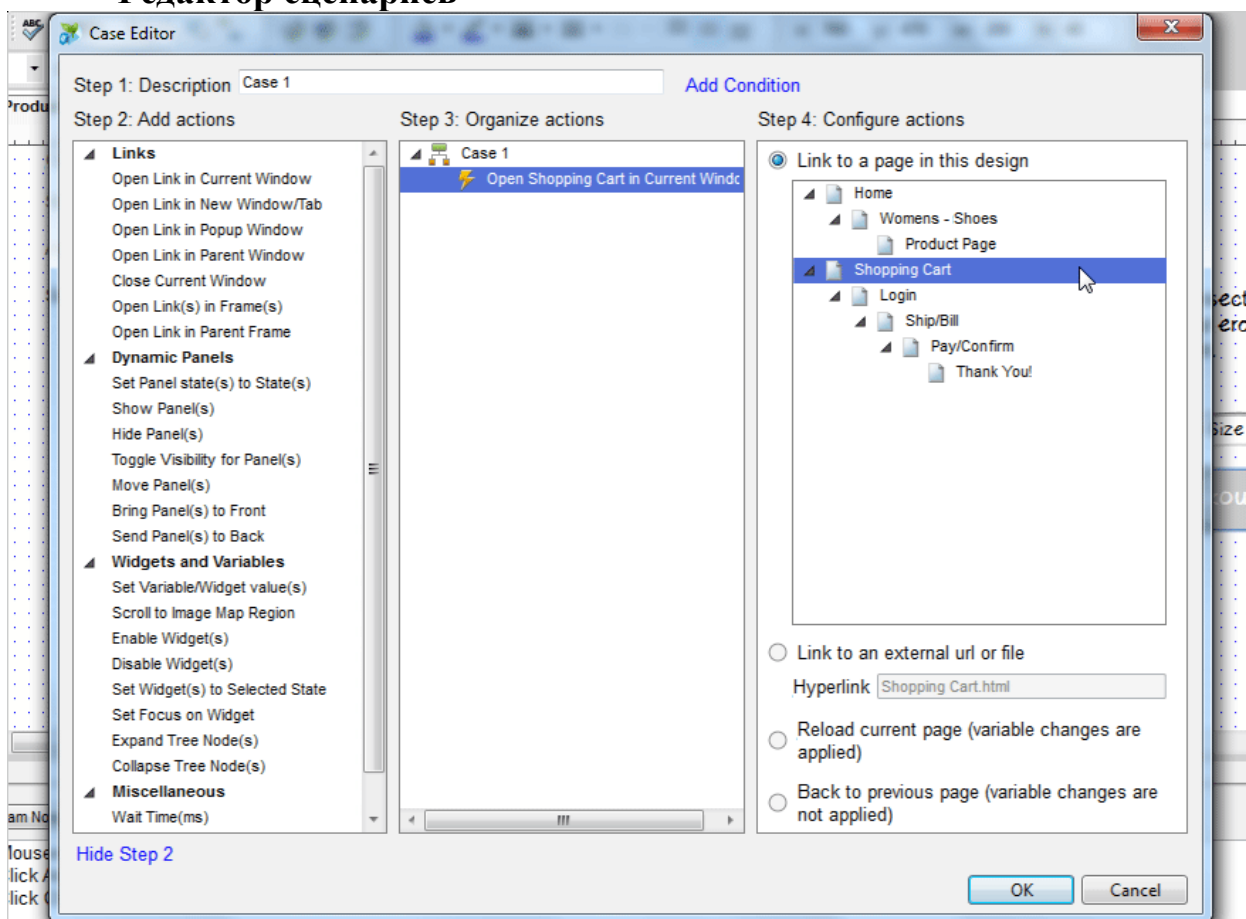 Редактор сценариев
ABC
Case Editor
Step 1: Description Case 1 Add Condition
Step 2: Add actions
Links
Open Link in Current Window
Open Link in New Window/Tab
Open Link in Popup Window
Open Link in Parent Window
Close Current Window
Open Link(s) in Frame(s)
Open Link in Parent Frame
Dynamic Panels
Set Panel state(s) to State(s)
Show Panel(s)
Hide Panel(s)
Toggle Visibility for Panel(s)
Move Panel(s)
Bring Panel(s) to Front
Send Panel(s) to Back
Widgets and Variables
Set Variable/Widget value(s)
Scroll to Image Map Region
Enable Widget(s)
Disable Widget(s)
Set Widget(s) to Selected State
Set Focus on Widget
Expand Tree Node(s)
Collapse Tree Node(s)
Miscellaneous
Wait Time(ms)
Hide Step 2
Step 3: Organize actions
Case 1
Open Shopping Cart in Current Windo
Step 4: Configure actions
Link to a page in this design
Home
Womens - Shoes
Product Page
Shopping Cart
Login
Ship/Bill
Pay/Confirm
Thank You!
Link to an external url or file
Hyperlink Shopping Cart.html
Reload current page (variable changes are
applied)
Back to previous page (variable changes are
not applied)
OK Cancel
Size